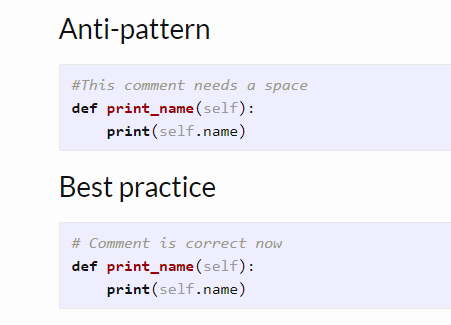 Anti-pattern
#This comment needs a space
def print_name(self):
    print(self.name)
Best practice
# Comment is correct now
def print_name(self):
    print(self.name)